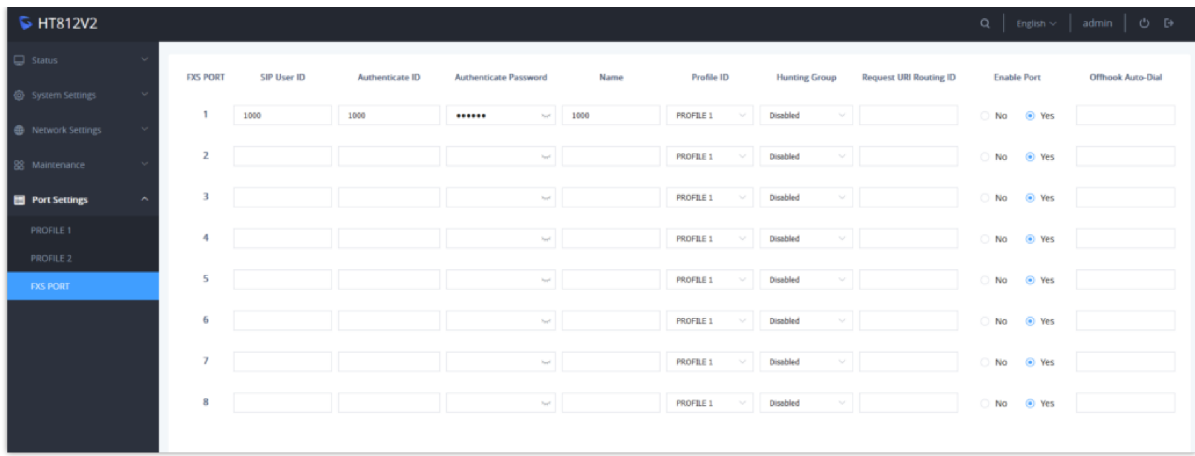 HT812V2
English
admin
Status
System Settings
Network Settings
Maintenance
Port Settings
PROFILE 1
PROFILE 2
FXS PORT
FXS PORT SIP User ID Authenticate ID Authenticate Password Name Profile ID Hunting Group Request URI Routing ID Enable Port Offhook Auto-Dial
1 1000 1000 •••••• 1000 PROFILE 1 Disabled No Yes
2 PROFILE 1 Disabled No Yes
3 PROFILE 1 Disabled No Yes
4 PROFILE 1 Disabled No Yes
5 PROFILE 1 Disabled No Yes
6 PROFILE 1 Disabled No Yes
7 PROFILE 1 Disabled No Yes
8 PROFILE 1 Disabled No Yes